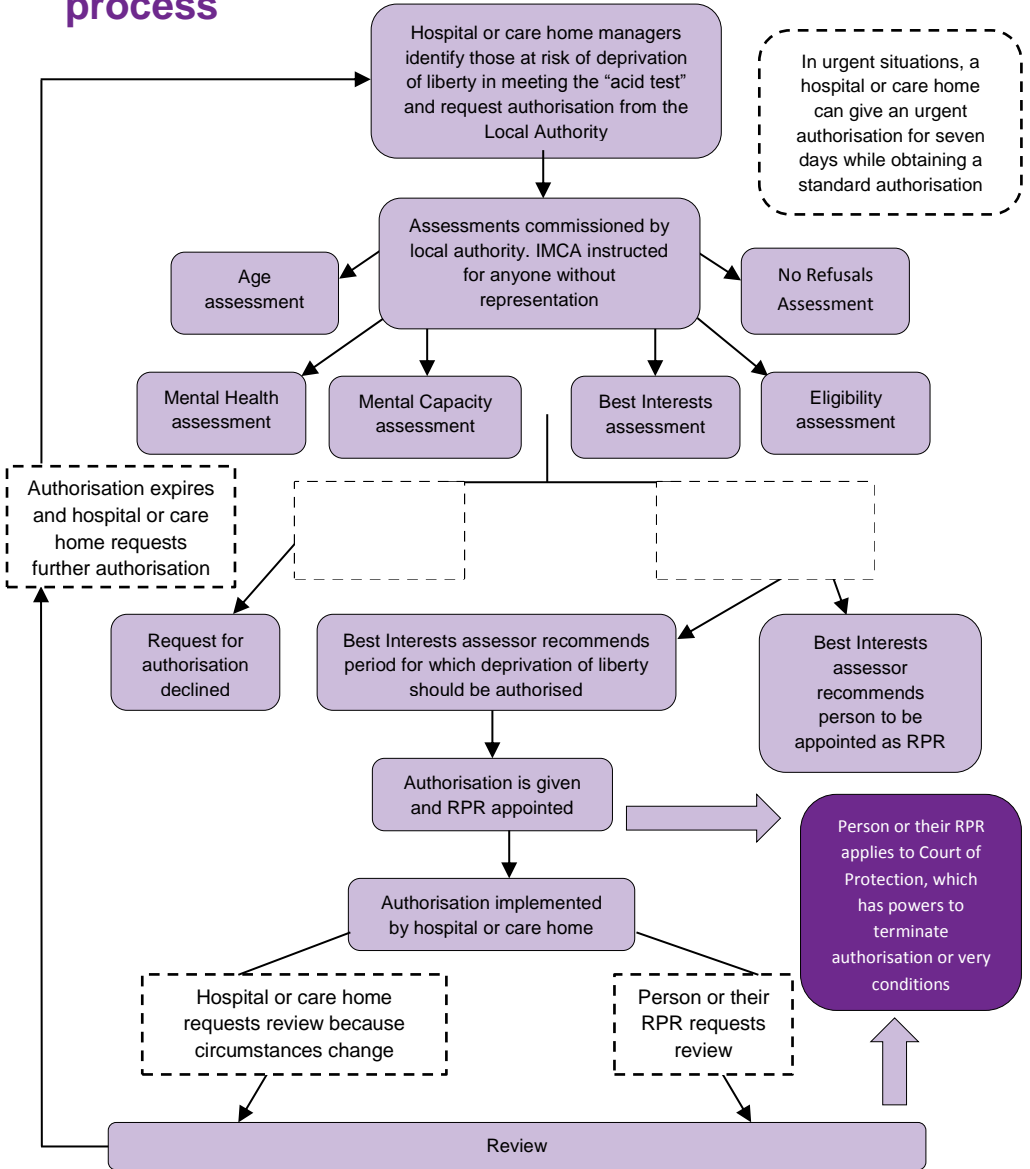 process
Hospital or care home managers
identify those at risk of deprivation
of liberty in meeting the “acid test”
and request authorisation from the
Local Authority
In urgent situations, a
hospital or care home
can give an urgent
authorisation for seven
days while obtaining a
standard authorisation
Assessments commissioned by
local authority. IMCA instructed
for anyone without
representation
Age
assessment
No Refusals
Assessment
Mental Health
assessment
Mental Capacity
assessment
Best Interests
assessment
Eligibility
assessment
Authorisation expires
and hospital or care
home requests
further authorisation
Request for
authorisation
declined
Best Interests assessor recommends
period for which deprivation of liberty
should be authorised
Best Interests
assessor
recommends
person to be
appointed as RPR
Authorisation is given
and RPR appointed
Person or their RPR
applies to Court of
Protection, which
has powers to
terminate
authorisation or very
conditions
Authorisation implemented
by hospital or care home
Hospital or care home
requests review because
circumstances change
Person or their
RPR requests
review
Review